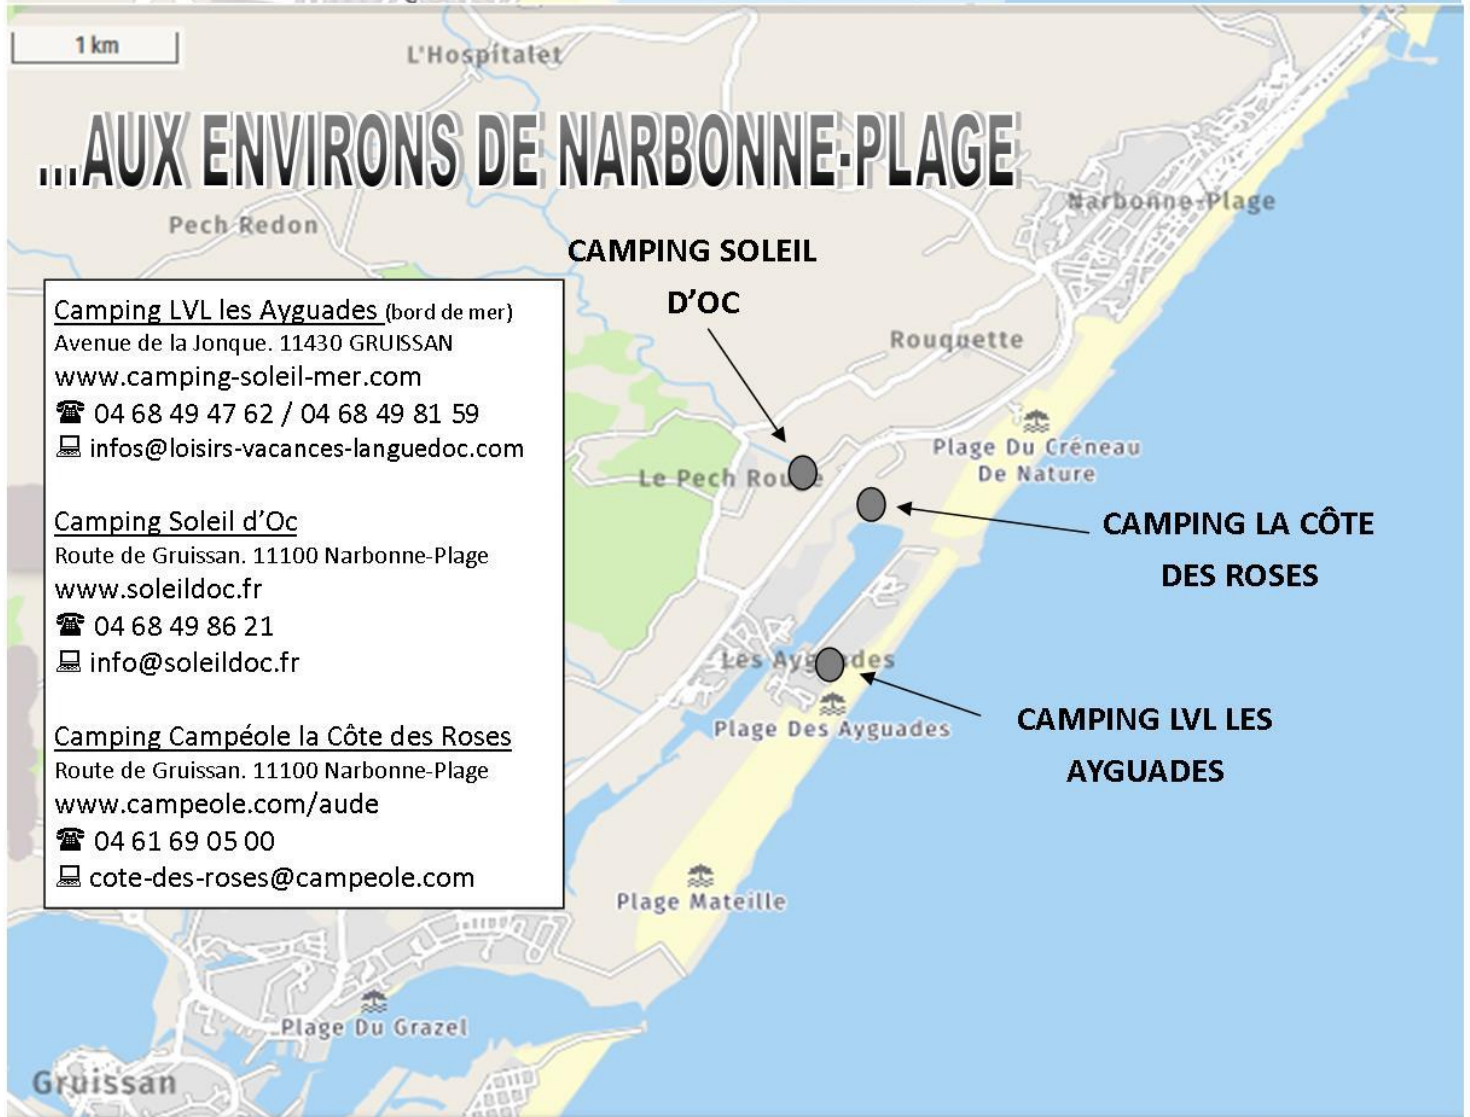 1 km
L'Hospitalet
...AUX ENVIRONS DE NARBONNE-PLAGE
Narbonne-Plage
Pech Redon
CAMPING SOLEIL
D'OC
Rouquette
Camping LVL les Ayguades (bord de mer)
Avenue de la Jonque. 11430 GRUISSAN
www.camping-soleil-mer.com
☎ 04 68 49 47 62 / 04 68 49 81 59
💻 infos@loisirs-vacances-languedoc.com
Camping Soleil d'Oc
Route de Gruissan. 11100 Narbonne-Plage
www.soleildoc.fr
☎ 04 68 49 86 21
💻 info@soleildoc.fr
Camping Campéole la Côte des Roses
Route de Gruissan. 11100 Narbonne-Plage
www.campeole.com/aude
☎ 04 61 69 05 00
💻 cote-des-roses@campeole.com
Plage Du Créneau
De Nature
Le Pech Rouge
CAMPING LA CÔTE
DES ROSES
Les Ayguades
Plage Des Ayguades
CAMPING LVL LES
AYGUADES
Plage Mateille
Plage Du Grazel
Gruissan